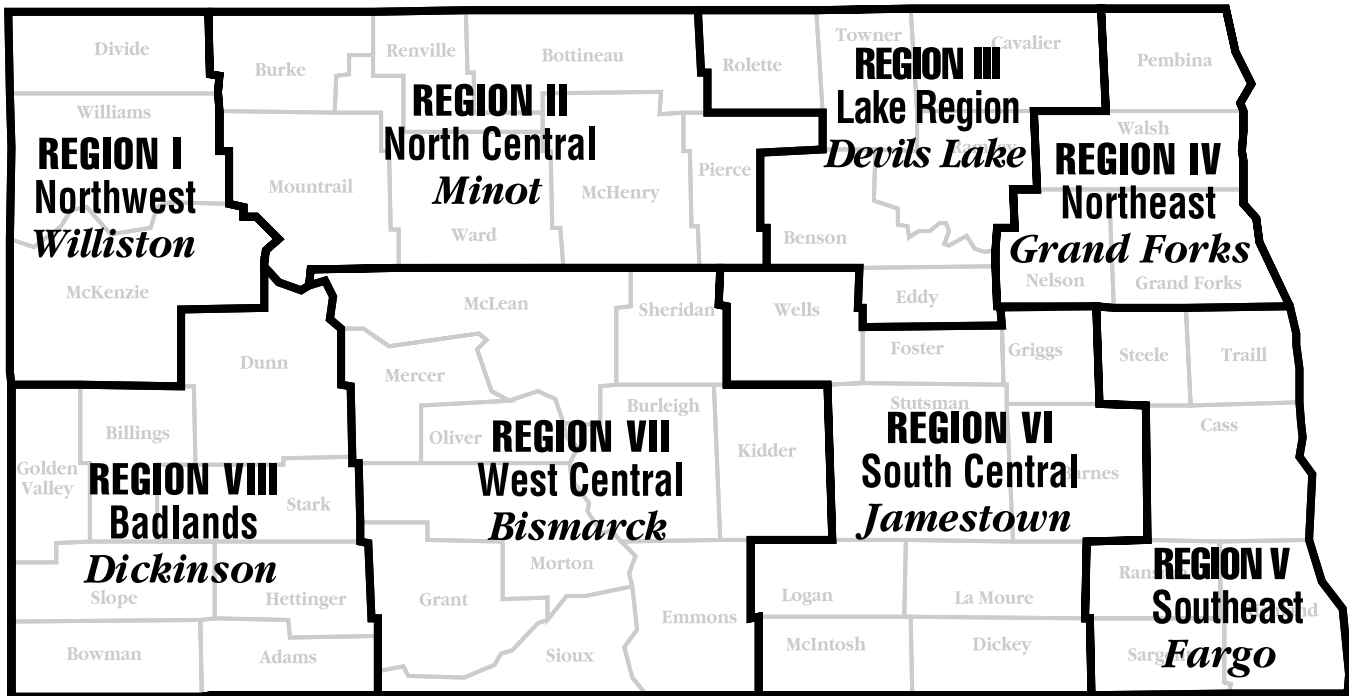 Divide
Williams
REGION I
Northwest
Williston
McKenzie
Burke
Renville
Bottineau
REGION II
North Central
Minot
Mountrail
Ward
McHenry
Pierce
Rolette
Towner
Cavalier
REGION III
Lake Region
Devils Lake
Benson
Eddy
Pembina
Walsh
REGION IV
Northeast
Grand Forks
Nelson
Grand Forks
Dunn
Billings
Golden
Valley
REGION VIII
Badlands
Dickinson
Stark
Slope
Hettinger
Bowman
Adams
McLean
Sheridan
Mercer
Oliver
Burleigh
Kidder
REGION VII
West Central
Bismarck
Morton
Grant
Emmons
Sioux
Wells
Foster
Griggs
Stutsman
REGION VI
South Central
Jamestown
Logan
La Moure
McIntosh
Dickey
Steele
Traill
Cass
REGION V
Southeast
Fargo